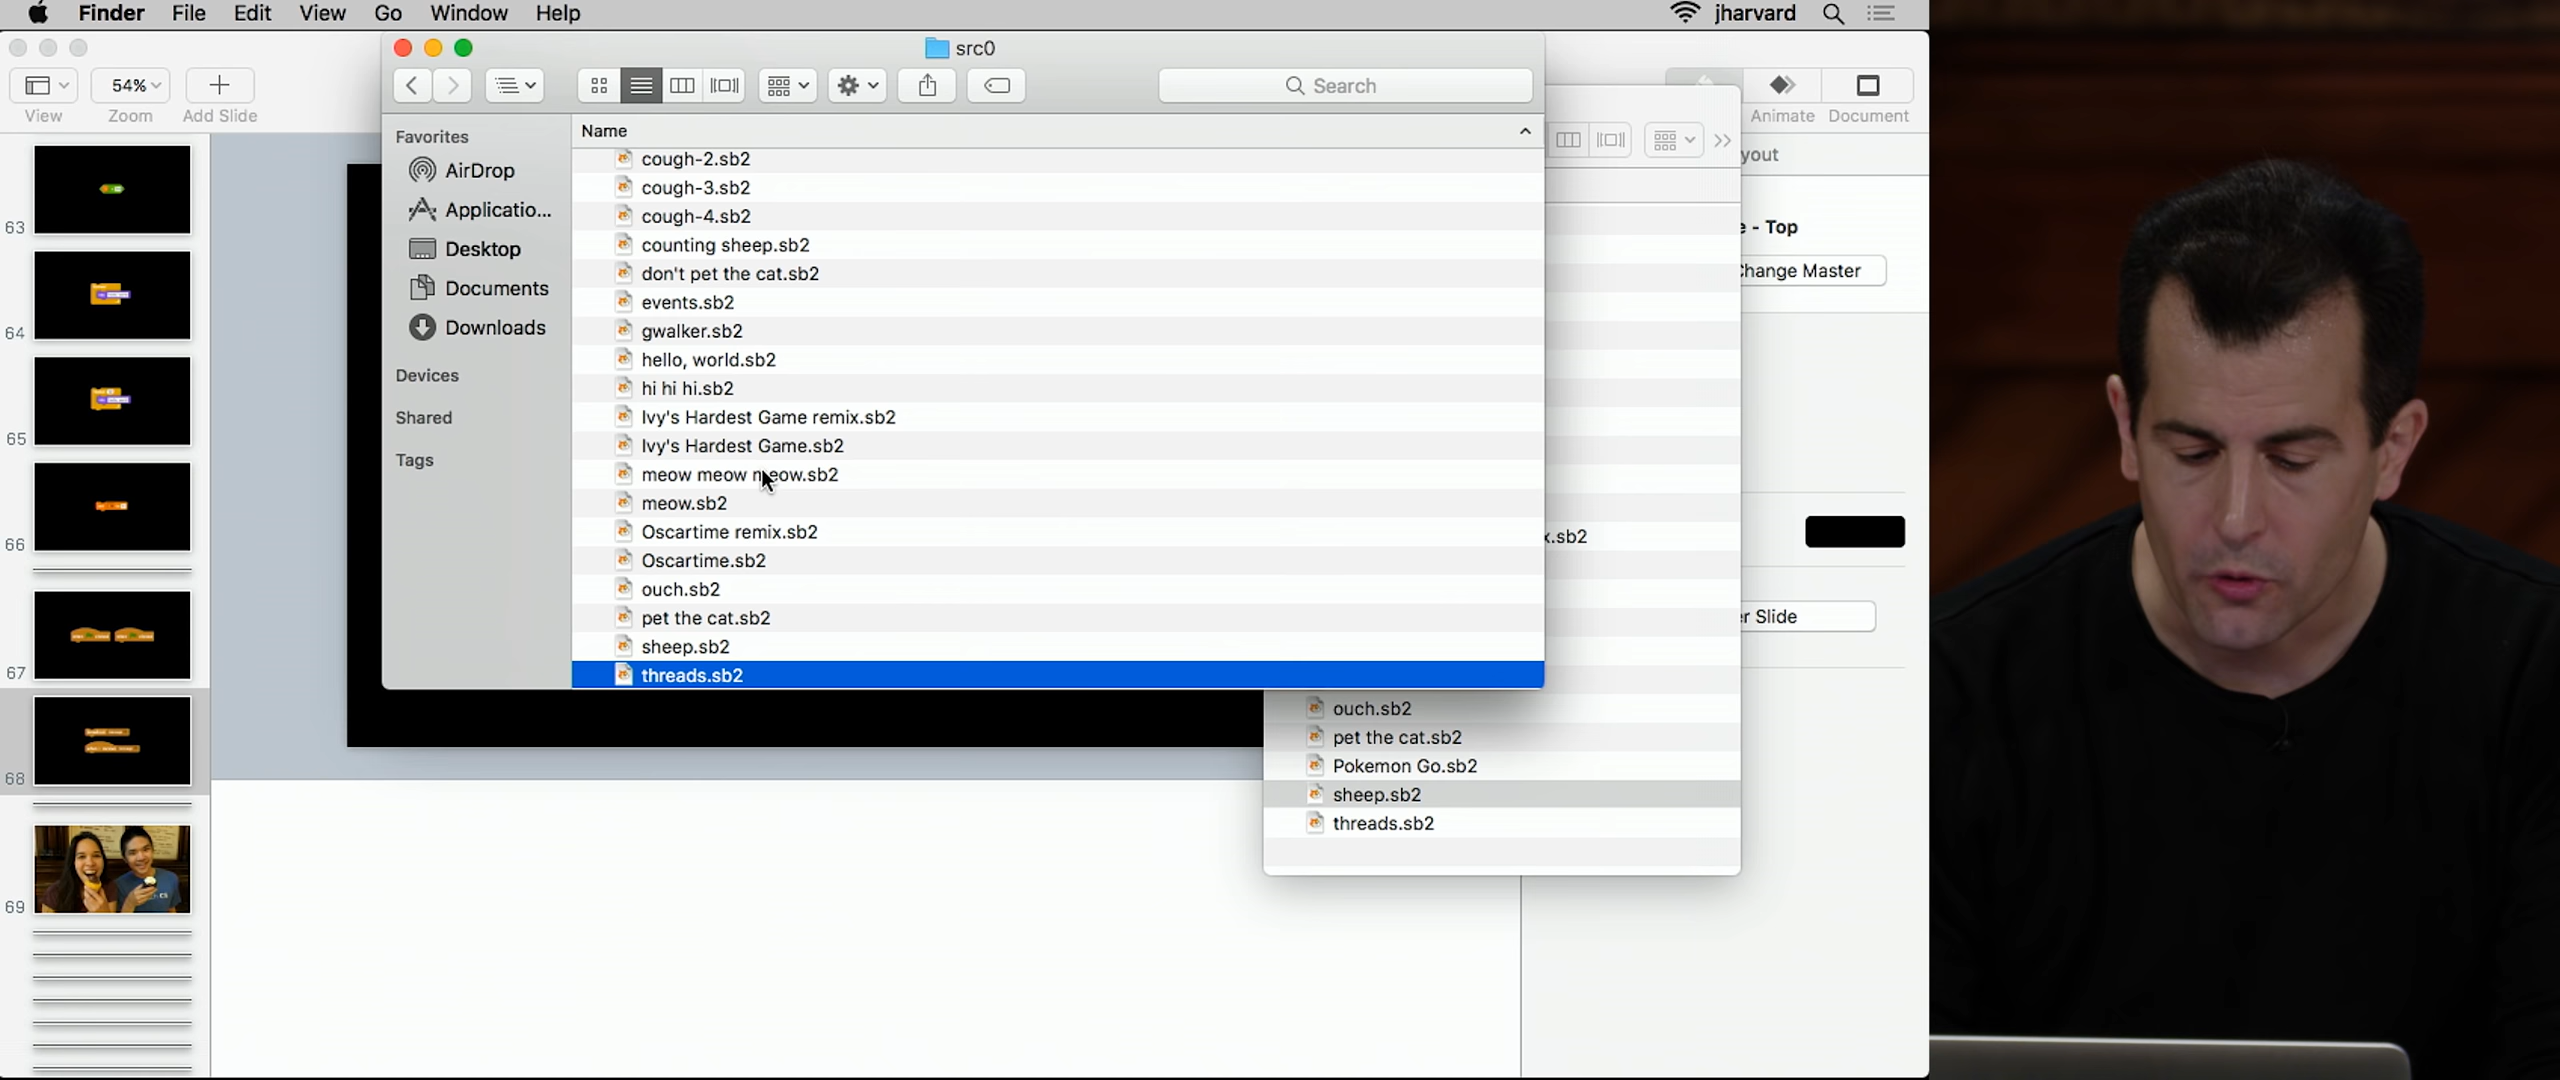 Finder File Edit View Go Window Help jharvard
src0
54%
Search
View Zoom Add Slide
Animate Document
Favorites
AirDrop
Applicatio...
Desktop
Documents
Downloads
Devices
Shared
Tags
Name
cough-2.sb2
cough-3.sb2
cough-4.sb2
counting sheep.sb2
don't pet the cat.sb2
events.sb2
gwalker.sb2
hello, world.sb2
hi hi hi.sb2
Ivy's Hardest Game remix.sb2
Ivy's Hardest Game.sb2
meow meow meow.sb2
meow.sb2
Oscartime remix.sb2
Oscartime.sb2
ouch.sb2
pet the cat.sb2
sheep.sb2
threads.sb2
yout
e - Top
Change Master
x.sb2
r Slide
ouch.sb2
pet the cat.sb2
Pokemon Go.sb2
sheep.sb2
threads.sb2
63
64
65
66
67
68
69